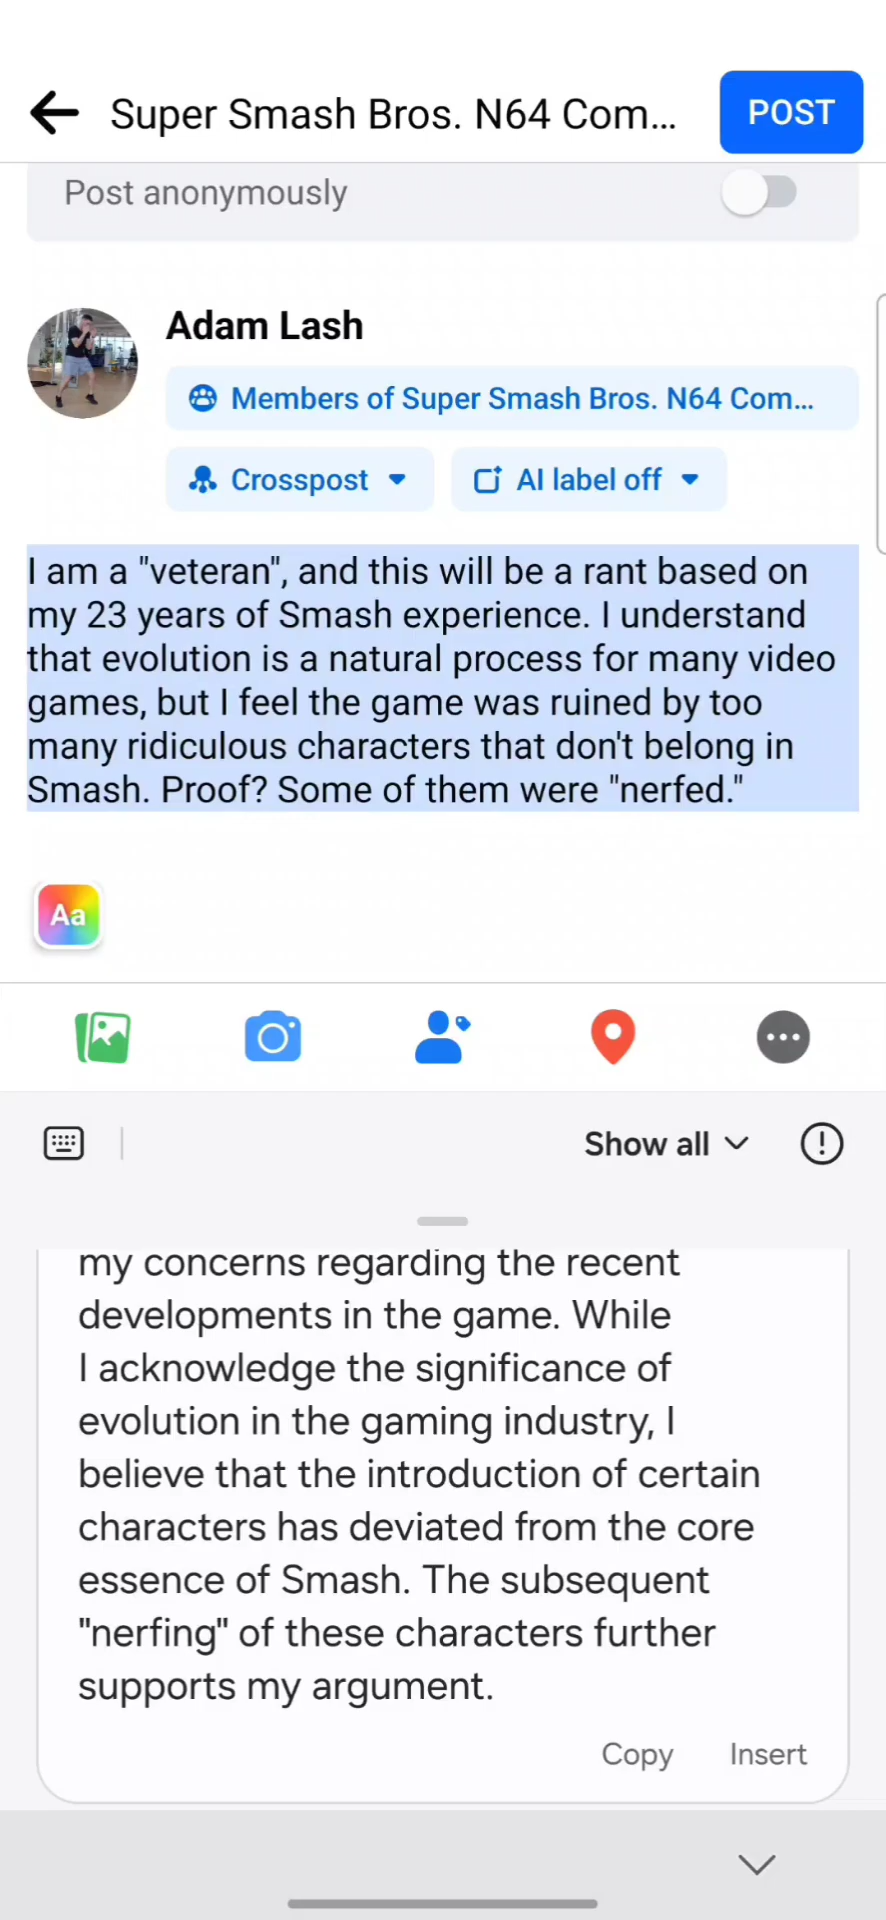 Super Smash Bros. N64 Com...
POST
Post anonymously
Adam Lash
Members of Super Smash Bros. N64 Com...
Crosspost
AI label off
I am a "veteran", and this will be a rant based on
my 23 years of Smash experience. I understand
that evolution is a natural process for many video
games, but I feel the game was ruined by too
many ridiculous characters that don't belong in
Smash. Proof? Some of them were "nerfed."
Aa
Show all
my concerns regarding the recent
developments in the game. While
I acknowledge the significance of
evolution in the gaming industry, I
believe that the introduction of certain
characters has deviated from the core
essence of Smash. The subsequent
"nerfing" of these characters further
supports my argument.
Copy
Insert